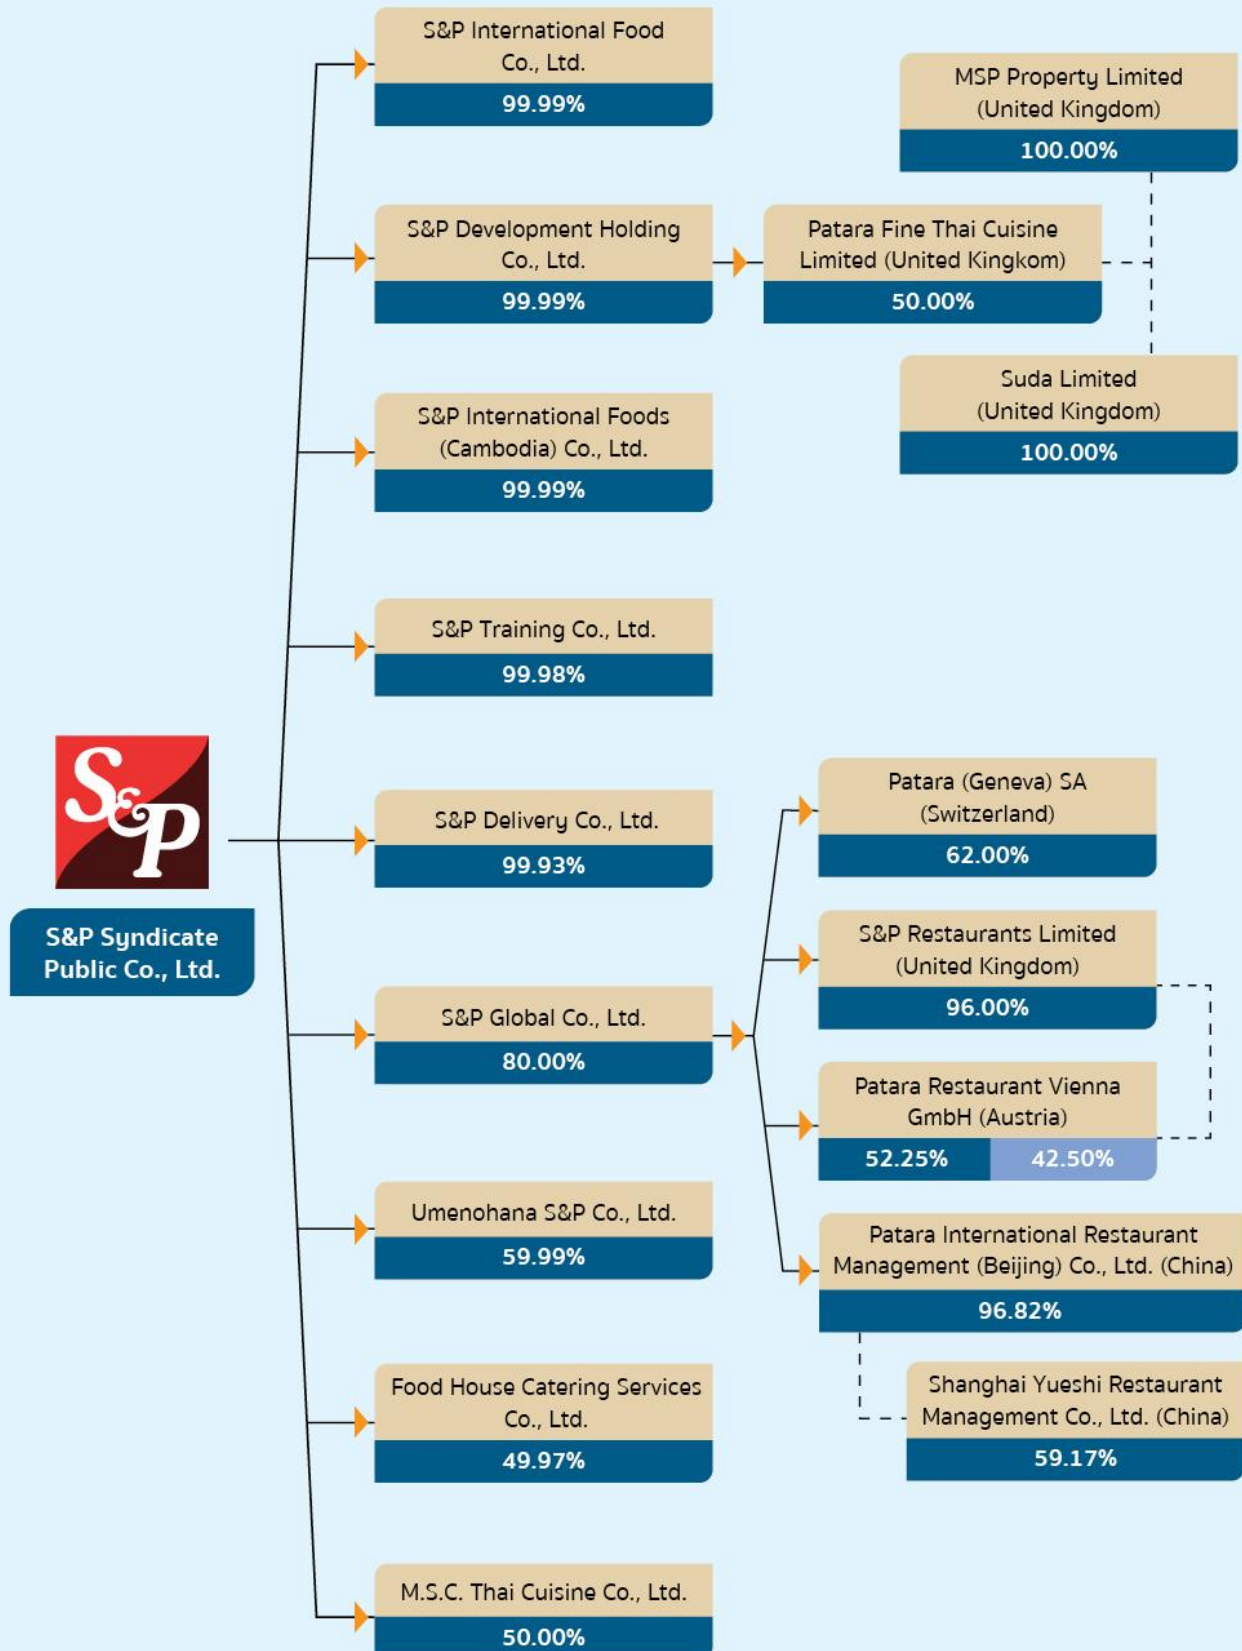 S&P International Food
Co., Ltd.
99.99%
MSP Property Limited
(United Kingdom)
100.00%
S&P Development Holding
Co., Ltd.
99.99%
Patara Fine Thai Cuisine
Limited (United Kingkom)
50.00%
Suda Limited
(United Kingdom)
100.00%
S&P International Foods
(Cambodia) Co., Ltd.
99.99%
S&P Training Co., Ltd.
99.98%
S&P
S&P Syndicate
Public Co., Ltd.
S&P Delivery Co., Ltd.
99.93%
S&P Global Co., Ltd.
80.00%
Patara (Geneva) SA
(Switzerland)
62.00%
S&P Restaurants Limited
(United Kingdom)
96.00%
Patara Restaurant Vienna
GmbH (Austria)
52.25% 42.50%
Patara International Restaurant
Management (Beijing) Co., Ltd. (China)
96.82%
Shanghai Yueshi Restaurant
Management Co., Ltd. (China)
59.17%
Umenohana S&P Co., Ltd.
59.99%
Food House Catering Services
Co., Ltd.
49.97%
M.S.C. Thai Cuisine Co., Ltd.
50.00%